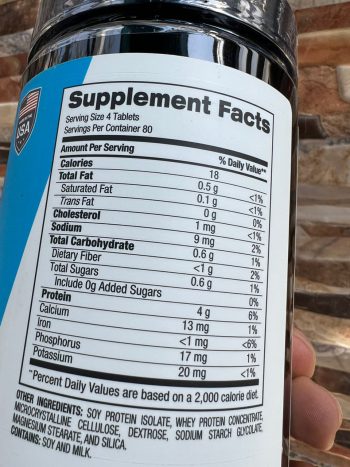 USA
Supplement Facts
Serving Size 4 Tablets
Servings Per Container 80
Amount Per Serving % Daily Value**
Calories 18
Total Fat 0.5 g <1%
Saturated Fat 0.1 g <1%
Trans Fat 0 g 0%
Cholesterol 1 mg <1%
Sodium 9 mg 2%
Total Carbohydrate 0.6 g 1%
Dietary Fiber <1 g 2%
Total Sugars 0.6 g 1%
Include 0g Added Sugars 0%
Protein 4 g 6%
Calcium 13 mg 1%
Iron <1 mg <6%
Phosphorus 17 mg 1%
Potassium 20 mg <1%
*Percent Daily Values are based on a 2,000 calorie diet.
OTHER INGREDIENTS: SOY PROTEIN ISOLATE, WHEY PROTEIN CONCENTRATE,
MICROCRYSTALLINE CELLULOSE, DEXTROSE, SODIUM STARCH GLYCOLATE,
MAGNESIUM STEARATE, AND SILICA.
CONTAINS: SOY AND MILK.